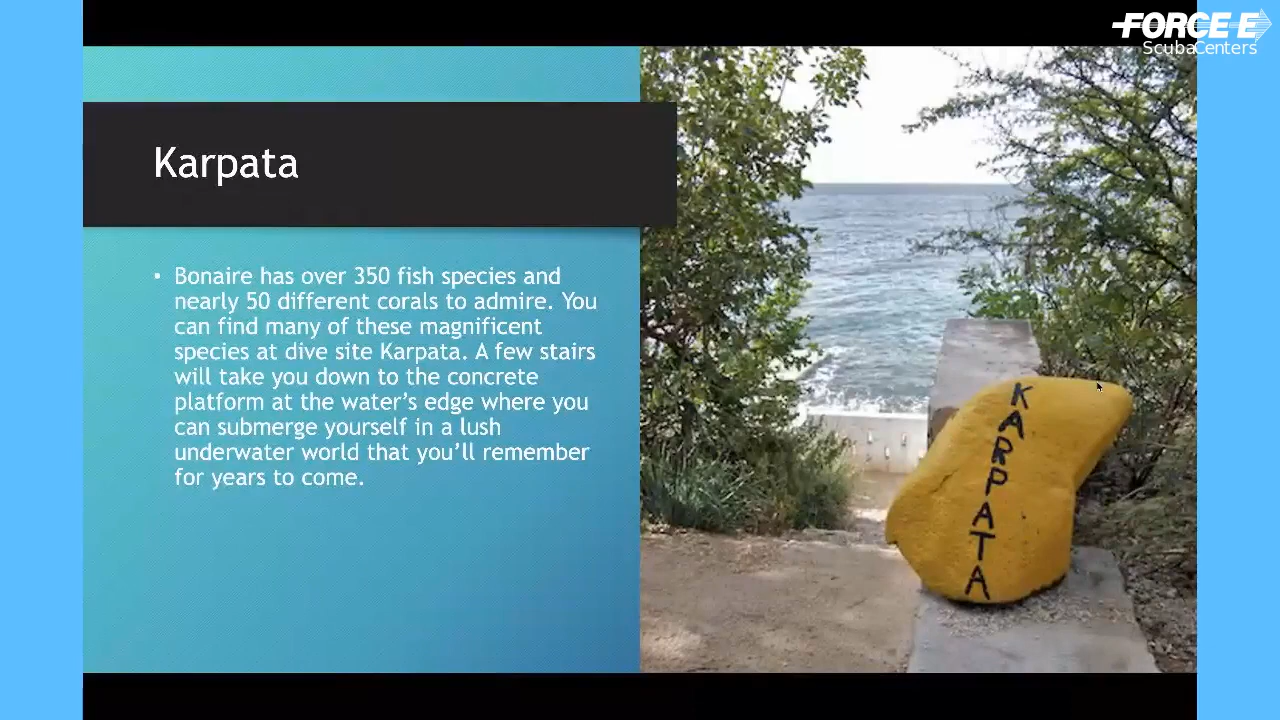 FORCE-E
ScubaCenters
Karpata
• Bonaire has over 350 fish species and
nearly 50 different corals to admire. You
can find many of these magnificent
species at dive site Karpata. A few stairs
will take you down to the concrete
platform at the water's edge where you
can submerge yourself in a lush
underwater world that you'll remember
for years to come.
KARPATA